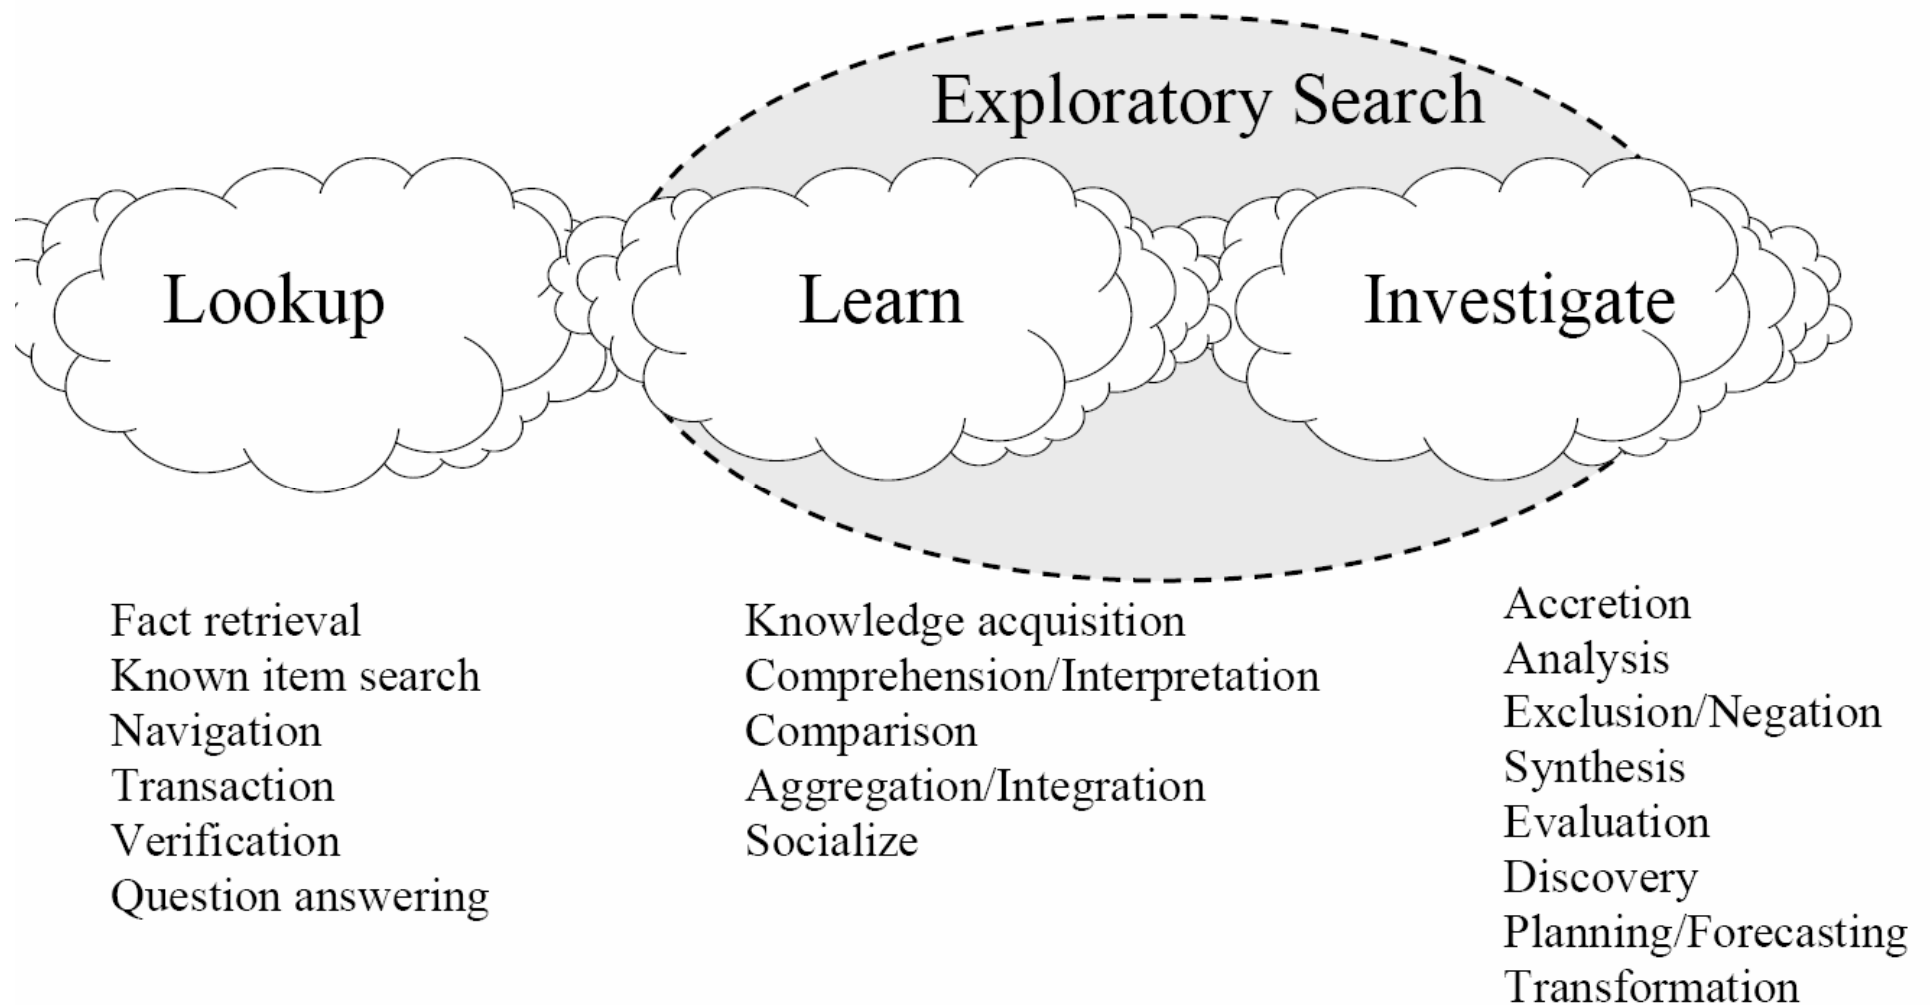 Exploratory Search
Lookup
Learn
Investigate
Fact retrieval
Known item search
Navigation
Transaction
Verification
Question answering
Knowledge acquisition
Comprehension/Interpretation
Comparison
Aggregation/Integration
Socialize
Accretion
Analysis
Exclusion/Negation
Synthesis
Evaluation
Discovery
Planning/Forecasting
Transformation